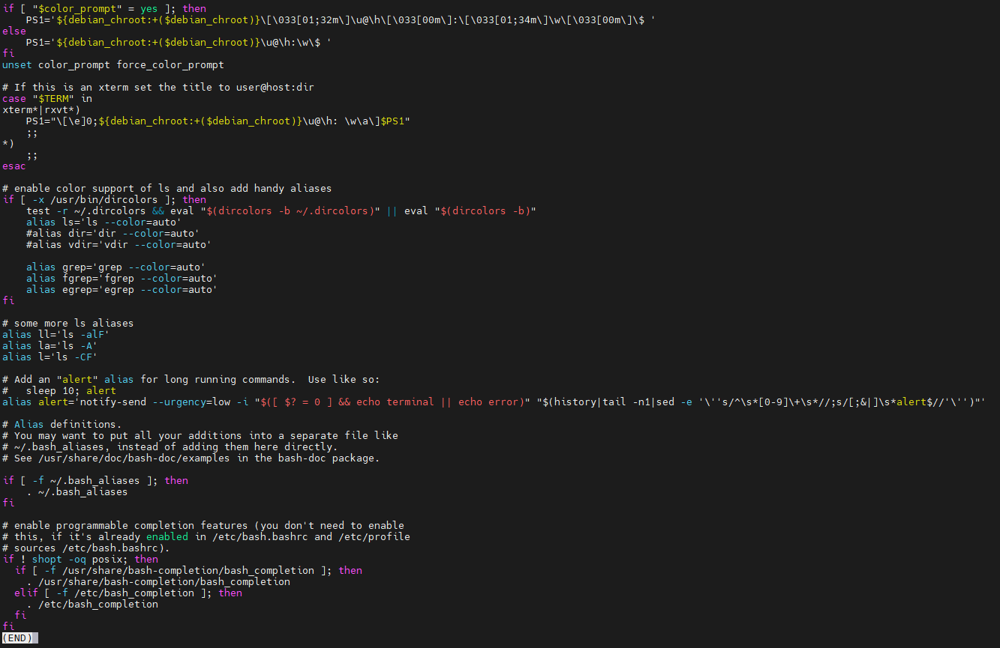 if [ "$color_prompt" = yes ]; then
    PS1='${debian_chroot:+($debian_chroot)}\[\033[01;32m\]\u@\h\[\033[00m\]:\[\033[01;34m\]\w\[\033[00m\]\$ '
else
    PS1='${debian_chroot:+($debian_chroot)}\u@\h:\w\$ '
fi
unset color_prompt force_color_prompt

# If this is an xterm set the title to user@host:dir
case "$TERM" in
xterm*|rxvt*)
    PS1="\[\e]0;${debian_chroot:+($debian_chroot)}\u@\h: \w\a\]$PS1"
    ;;
*)
    ;;
esac

# enable color support of ls and also add handy aliases
if [ -x /usr/bin/dircolors ]; then
    test -r ~/.dircolors && eval "$(dircolors -b ~/.dircolors)" || eval "$(dircolors -b)"
    alias ls='ls --color=auto'
    #alias dir='dir --color=auto'
    #alias vdir='vdir --color=auto'

    alias grep='grep --color=auto'
    alias fgrep='fgrep --color=auto'
    alias egrep='egrep --color=auto'
fi

# some more ls aliases
alias ll='ls -alF'
alias la='ls -A'
alias l='ls -CF'

# Add an "alert" alias for long running commands.  Use like so:
#   sleep 10; alert
alias alert='notify-send --urgency=low -i "$([ $? = 0 ] && echo terminal || echo error)" "$(history|tail -n1|sed -e '\''s/^\s*[0-9]\+\s*//;s/[;&|]\s*alert$//'\'')"'

# Alias definitions.
# You may want to put all your additions into a separate file like
# ~/.bash_aliases, instead of adding them here directly.
# See /usr/share/doc/bash-doc/examples in the bash-doc package.

if [ -f ~/.bash_aliases ]; then
    . ~/.bash_aliases
fi

# enable programmable completion features (you don't need to enable
# this, if it's already enabled in /etc/bash.bashrc and /etc/profile
# sources /etc/bash.bashrc).
if ! shopt -oq posix; then
  if [ -f /usr/share/bash-completion/bash_completion ]; then
    . /usr/share/bash-completion/bash_completion
  elif [ -f /etc/bash_completion ]; then
    . /etc/bash_completion
  fi
fi
(END)